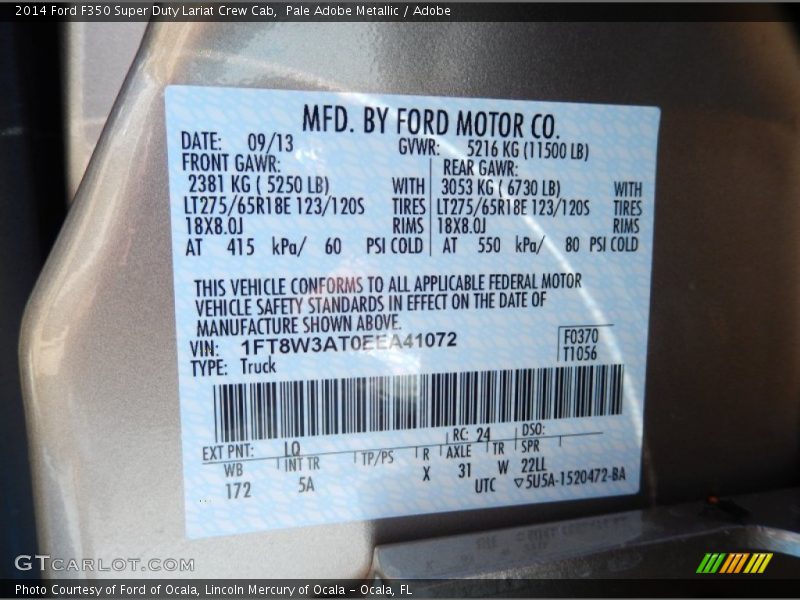 2014 Ford F350 Super Duty Lariat Crew Cab, Pale Adobe Metallic / Adobe
MFD. BY FORD MOTOR CO.
DATE: 09/13 GVWR: 5216 KG (11500 LB)
FRONT GAWR: REAR GAWR:
2381 KG ( 5250 LB) WITH 3053 KG ( 6730 LB) WITH
LT275/65R18E 123/120S TIRES LT275/65R18E 123/120S TIRES
18X8.0J RIMS 18X8.0J RIMS
AT 415 kPa/ 60 PSI COLD AT 550 kPa/ 80 PSI COLD
THIS VEHICLE CONFORMS TO ALL APPLICABLE FEDERAL MOTOR
VEHICLE SAFETY STANDARDS IN EFFECT ON THE DATE OF
MANUFACTURE SHOWN ABOVE.
VIN: 1FT8W3AT0EEA41072 F0370
TYPE: Truck T1056
EXT PNT: LQ RC: 24 DSO:
WB INT TR TP/PS R AXLE TR SPR
172 5A X 31 W 22LL
UTC ▽5U5A-1520472-BA
GTCARLOT.COM
Photo Courtesy of Ford of Ocala, Lincoln Mercury of Ocala – Ocala, FL